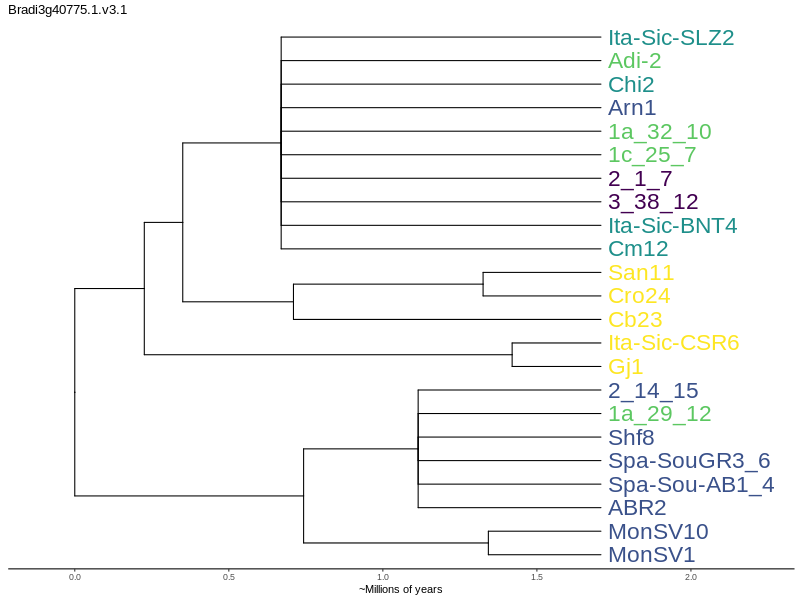 Bradi3g40775.1.v3.1
Ita-Sic-SLZ2
Adi-2
Chi2
Arn1
1a_32_10
1c_25_7
2_1_7
3_38_12
Ita-Sic-BNT4
Cm12
San11
Cro24
Cb23
Ita-Sic-CSR6
Gj1
2_14_15
1a_29_12
Shf8
Spa-SouGR3_6
Spa-Sou-AB1_4
ABR2
MonSV10
MonSV1
0.0 0.5 1.0 1.5 2.0
~Millions of years